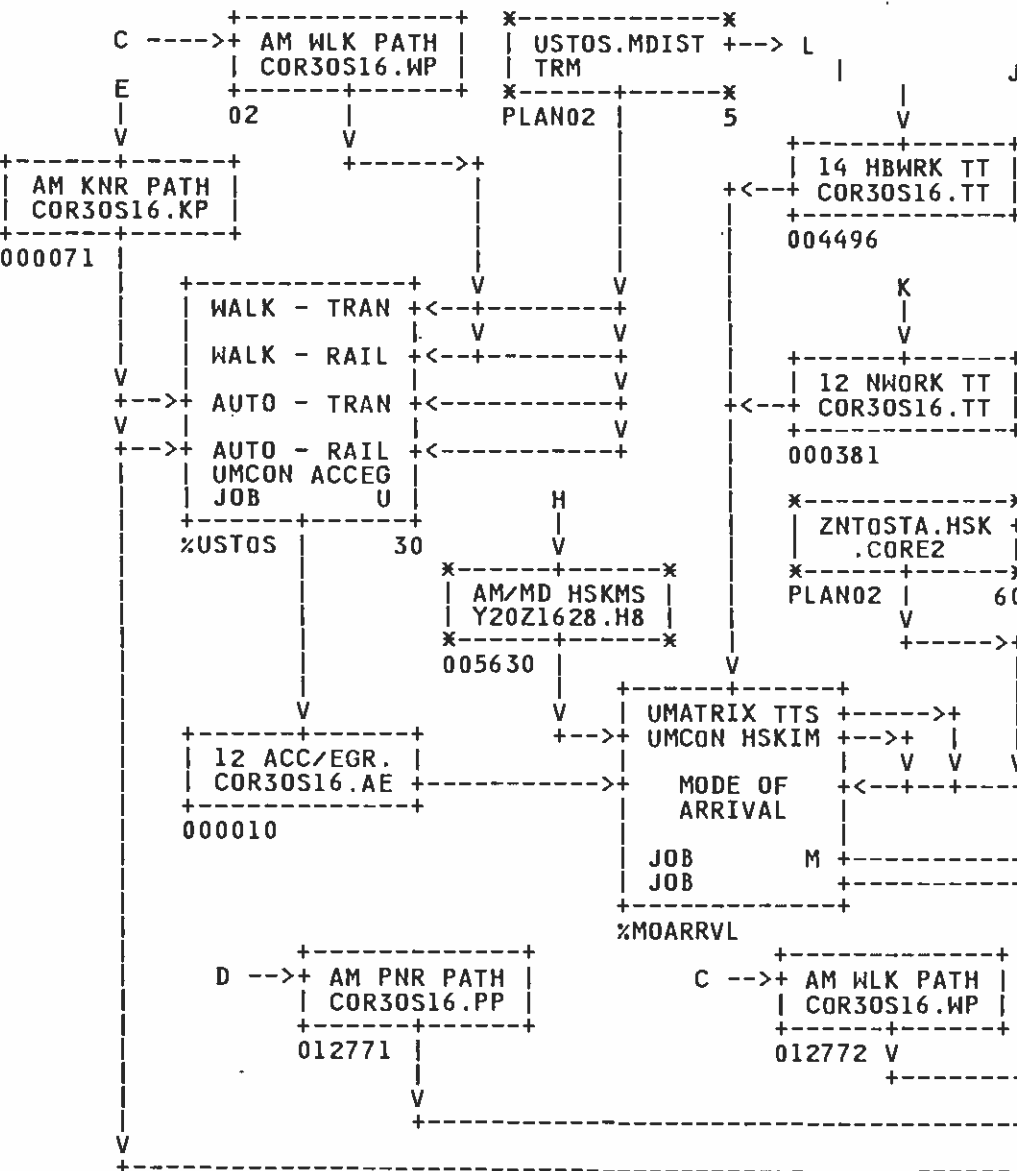 C
AM WLK PATH
COR30S16.WP
02
USTOS.MDIST
TRM
L
PLAN02 5
J
E
AM KNR PATH
COR30S16.KP
000071
14 HBWRK TT
COR30S16.TT
004496
WALK - TRAN
WALK - RAIL
AUTO - TRAN
AUTO - RAIL
UMCON ACCEG
JOB U
%USTOS 30
K
12 NWORK TT
COR30S16.TT
000381
H
AM/MD HSKMS
Y20Z1628.H8
005630
ZNTOSTA.HSK
.CORE2
PLAN02 60
UMATRIX TTS
UMCON HSKIM
MODE OF
ARRIVAL
JOB M
JOB
%MOARRVL
12 ACC/EGR.
COR30S16.AE
000010
D
AM PNR PATH
COR30S16.PP
012771
C
AM WLK PATH
COR30S16.WP
012772